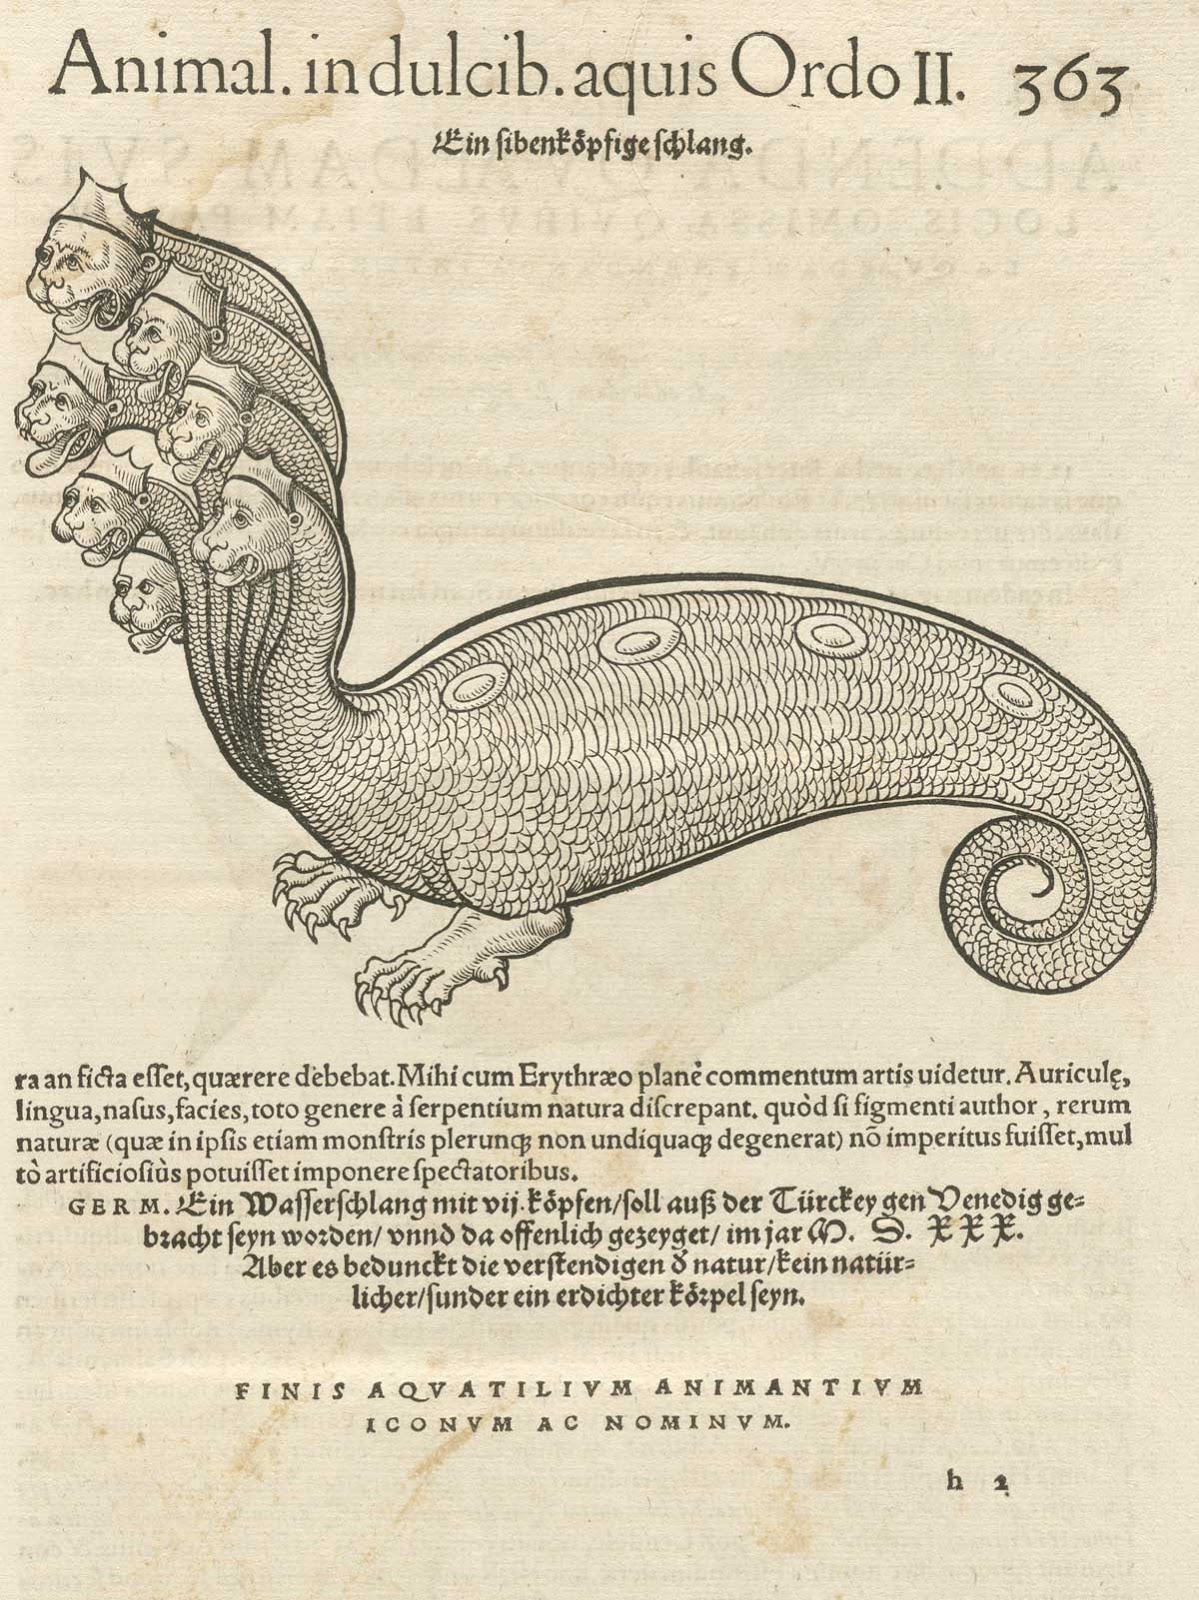 Animal. in dulcib. aquis Ordo II. 363
Ein sibenköpfige schlang.
ra an ficta esset, quærere debebat. Mihi cum Erythræo planè commentum artis uidetur. Auriculę,
lingua, nasus, facies, toto genere à serpentium natura discrepant. quòd si figmenti author, rerum
naturæ (quæ in ipsis etiam monstris plerunq; non undiquaq; degenerat) nō imperitus fuisset, mul
tò artificiosiùs potuisset imponere spectatoribus.
GERM. Ein Wasserschlang mit vij. köpfen/soll auß der Türckey gen Venedig ge=
bracht seyn worden/ vnnd da offenlich gezeyget/ im jar M. D. XXX.
Aber es bedunckt die verstendigen d' natur/kein natür=
licher/sunder ein erdichter körpel seyn.
FINIS AQVATILIVM ANIMANTIVM
ICONVM AC NOMINVM.
h 2